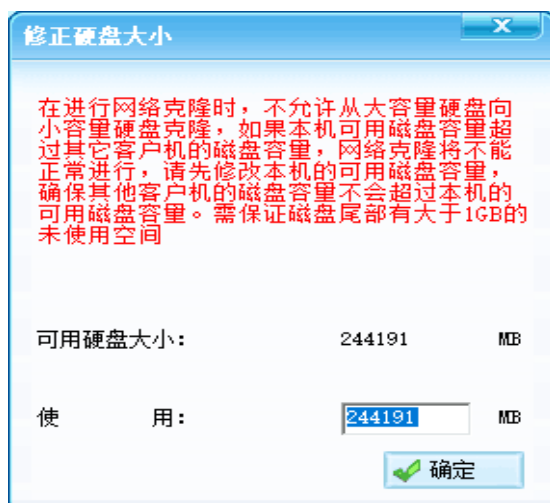 修正硬盘大小
在进行网络克隆时，不允许从大容量硬盘向
小容量硬盘克隆，如果本机可用磁盘容量超
过其它客户机的磁盘容量，网络克隆将不能
正常进行，请先修改本机的可用磁盘容量，
确保其他客户机的磁盘容量不会超过本机的
可用磁盘容量。需保证磁盘尾部有大于1GB的
未使用空间
可用硬盘大小： 244191 MB
使 用： 244191 MB
确定